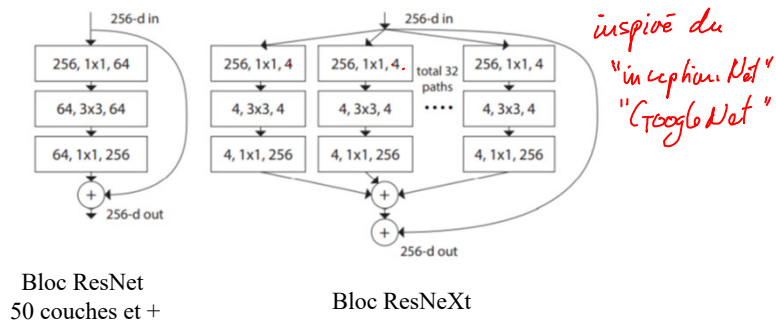 256-d in
256, 1x1, 64
64, 3x3, 64
64, 1x1, 256
+
256-d out
Bloc ResNet
50 couches et +
256-d in
256, 1x1, 4
256, 1x1, 4
total 32
paths
....
256, 1x1, 4
4, 3x3, 4
4, 3x3, 4
4, 3x3, 4
4, 1x1, 256
4, 1x1, 256
4, 1x1, 256
+
+
256-d out
Bloc ResNeXt
inspiré du
"inception.Net"
"GoogleNet"